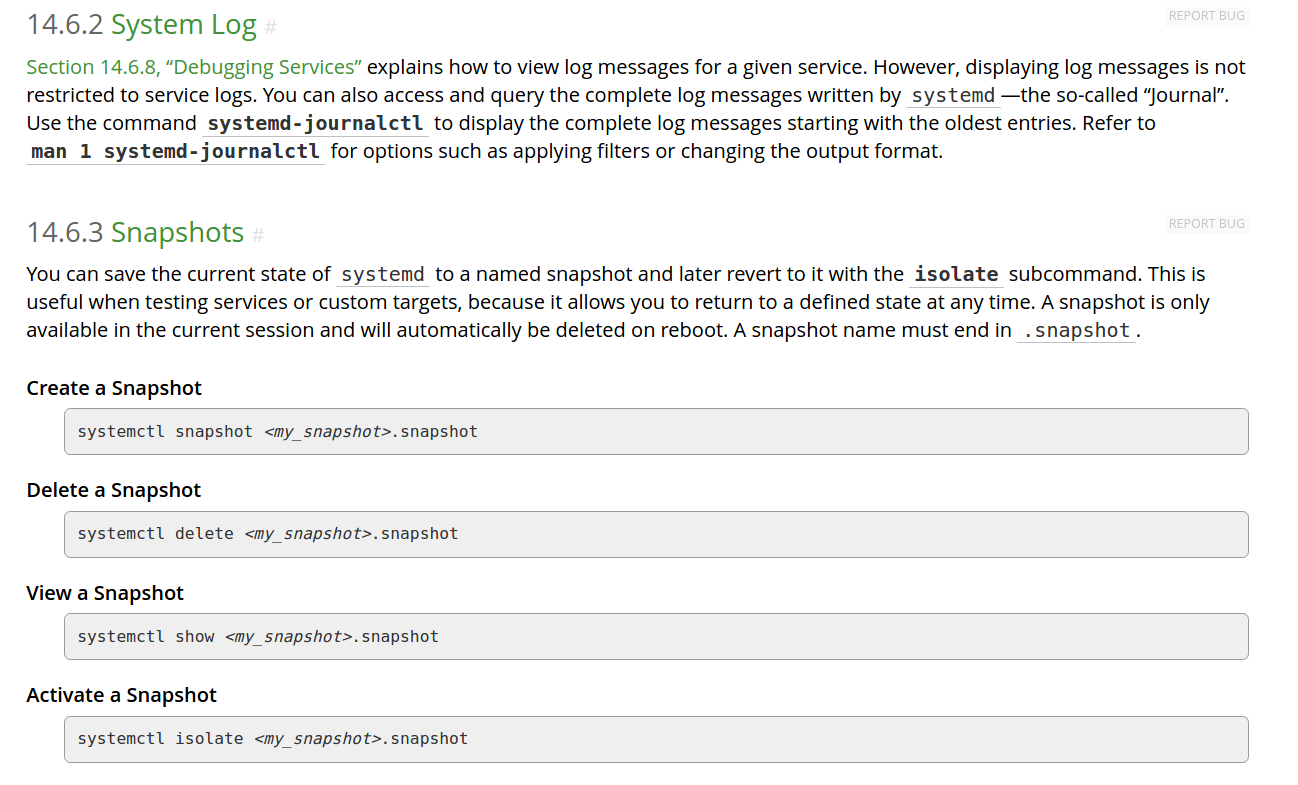 14.6.2 System Log #
REPORT BUG
Section 14.6.8, “Debugging Services” explains how to view log messages for a given service. However, displaying log messages is not
restricted to service logs. You can also access and query the complete log messages written by systemd —the so-called “Journal”.
Use the command systemd-journalctl to display the complete log messages starting with the oldest entries. Refer to
man 1 systemd-journalctl for options such as applying filters or changing the output format.
14.6.3 Snapshots #
REPORT BUG
You can save the current state of systemd to a named snapshot and later revert to it with the isolate subcommand. This is
useful when testing services or custom targets, because it allows you to return to a defined state at any time. A snapshot is only
available in the current session and will automatically be deleted on reboot. A snapshot name must end in .snapshot.
Create a Snapshot
systemctl snapshot <my_snapshot>.snapshot
Delete a Snapshot
systemctl delete <my_snapshot>.snapshot
View a Snapshot
systemctl show <my_snapshot>.snapshot
Activate a Snapshot
systemctl isolate <my_snapshot>.snapshot